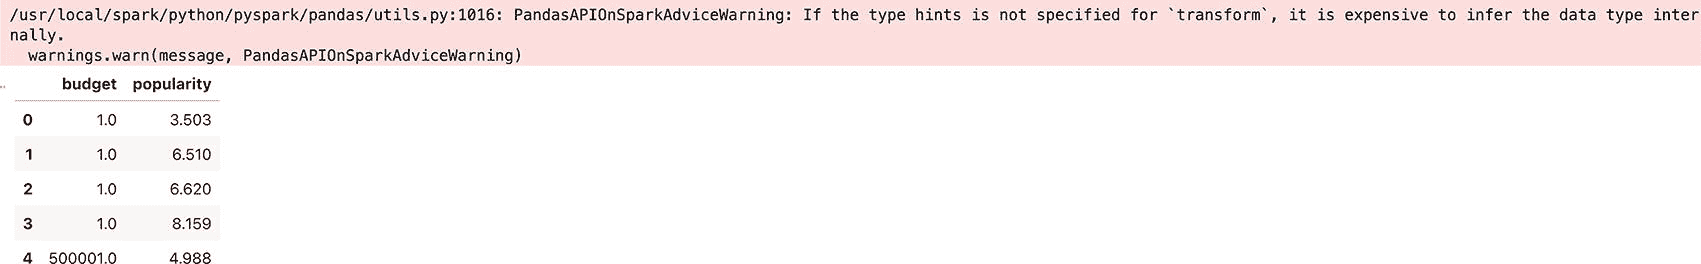 /usr/local/spark/python/pyspark/pandas/utils.py:1016: PandasAPIOnSparkAdviceWarning: If the type hints is not specified for `transform`, it is expensive to infer the data type inter
nally.
  warnings.warn(message, PandasAPIOnSparkAdviceWarning)
budget popularity
0 1.0 3.503
1 1.0 6.510
2 1.0 6.620
3 1.0 8.159
4 500001.0 4.988